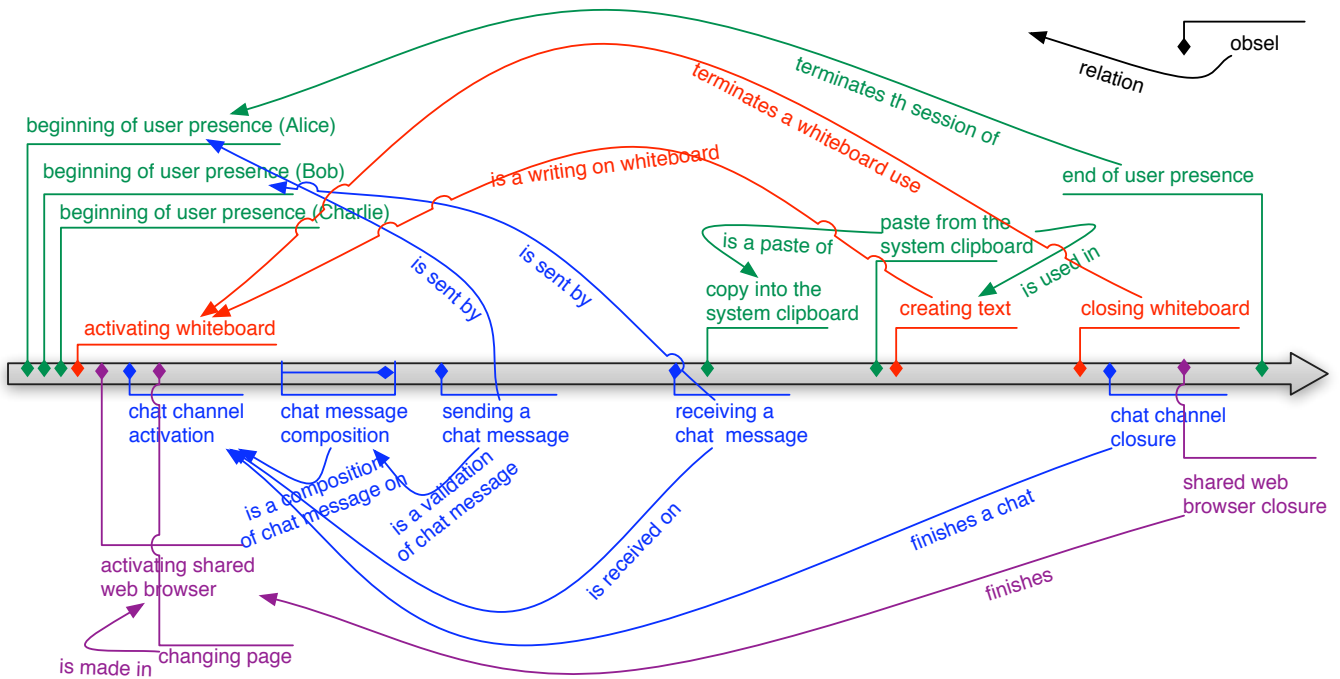 obsel
relation
terminates th session of
terminates a whiteboard use
beginning of user presence (Alice)
is a writing on whiteboard
beginning of user presence (Bob)
end of user presence
beginning of user presence (Charlie)
paste from the
system clipboard
is a paste of
is used in
is sent by
is sent by
copy into the
system clipboard
creating text
closing whiteboard
activating whiteboard
chat channel
activation
chat message
composition
sending a
chat message
receiving a
chat message
chat channel
closure
is a composition
of chat message on
is a validation
of chat message
shared web
browser closure
is received on
finishes a chat
activating shared
web browser
finishes
is made in
changing page